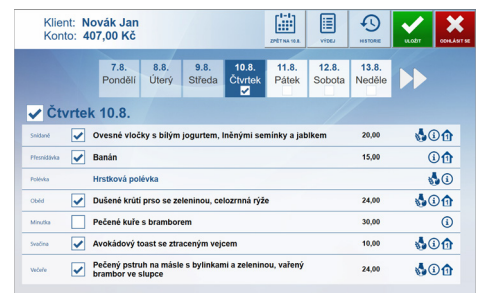 Klient: Novák Jan
Konto: 407,00 Kč
ZPĚT NA 10.8.
VÝDEJ
HISTORIE
ULOŽIT
ODHLÁSIT SE
7.8. 8.8. 9.8. 10.8. 11.8. 12.8. 13.8.
Pondělí Úterý Středa Čtvrtek Pátek Sobota Neděle
Čtvrtek 10.8.
Snídaně Ovesné vločky s bílým jogurtem, lněnými semínky a jablkem 20,00
Přesnídávka Banán 15,00
Polévka Hrstková polévka
Oběd Dušené krůtí prso se zeleninou, celozrnná rýže 24,00
Minutka Pečené kuře s bramborem 30,00
Svačina Avokádový toast se ztraceným vejcem 10,00
Večeře Pečený pstruh na másle s bylinkami a zeleninou, vařený 24,00
brambor ve slupce